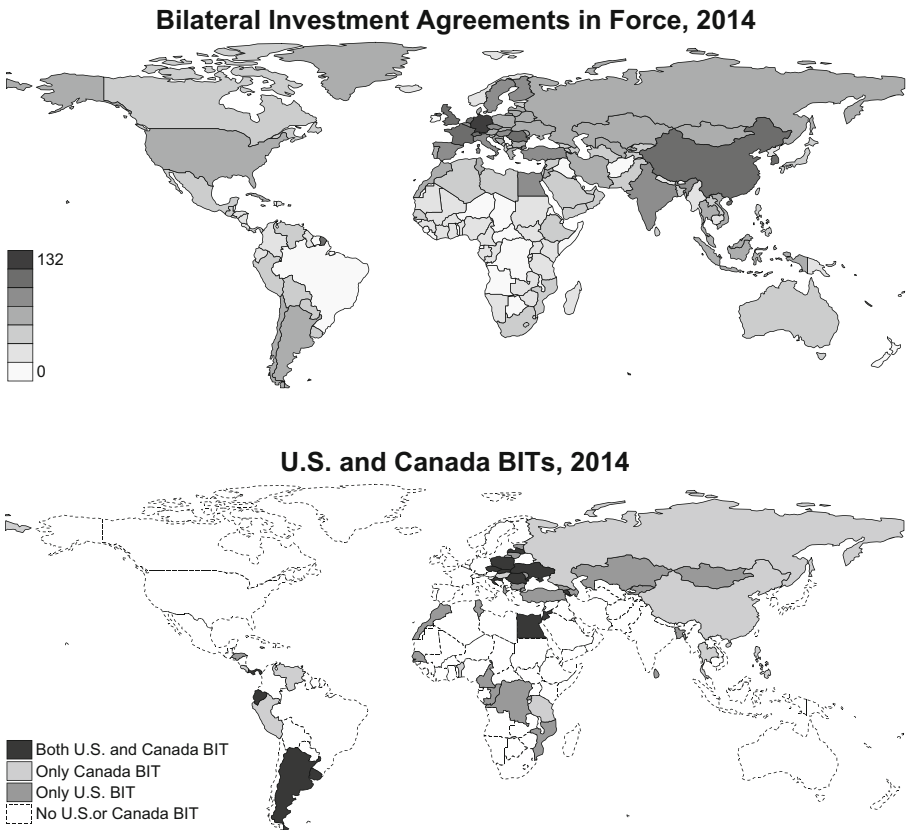 Bilateral Investment Agreements in Force, 2014
132
0
U.S. and Canada BITs, 2014
Both U.S. and Canada BIT
Only Canada BIT
Only U.S. BIT
No U.S.or Canada BIT